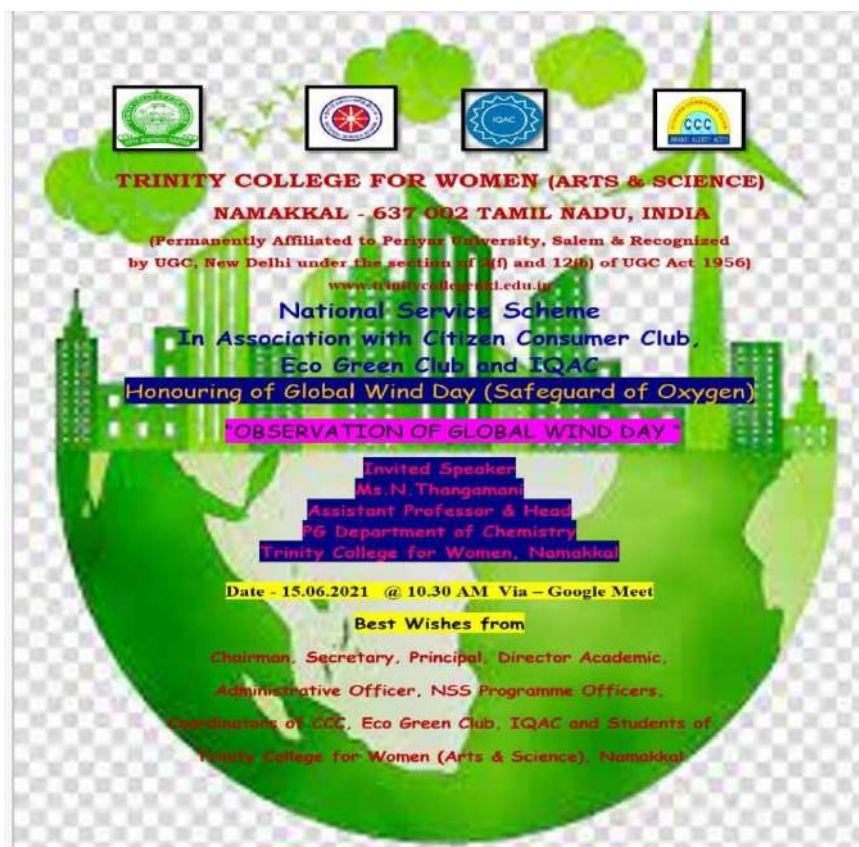 IQAC
CCC
TRINITY COLLEGE FOR WOMEN (ARTS & SCIENCE)
NAMAKKAL - 637 002 TAMIL NADU, INDIA
(Permanently Affiliated to Periyar University, Salem & Recognized
by UGC, New Delhi under the section of 2(f) and 12(b) of UGC Act 1956)
www.trinitycollegenkl.edu.in
National Service Scheme
In Association with Citizen Consumer Club,
Eco Green Club and IQAC
Honouring of Global Wind Day (Safeguard of Oxygen)
"OBSERVATION OF GLOBAL WIND DAY "
Invited Speaker
Ms.N.Thangamani
Assistant Professor & Head
PG Department of Chemistry
Trinity College for Women, Namakkal
Date - 15.06.2021 @ 10.30 AM Via – Google Meet
Best Wishes from
Chairman, Secretary, Principal, Director Academic,
Administrative Officer, NSS Programme Officers,
Coordinators of CCC, Eco Green Club, IQAC and Students of
Trinity College for Women (Arts & Science), Namakkal